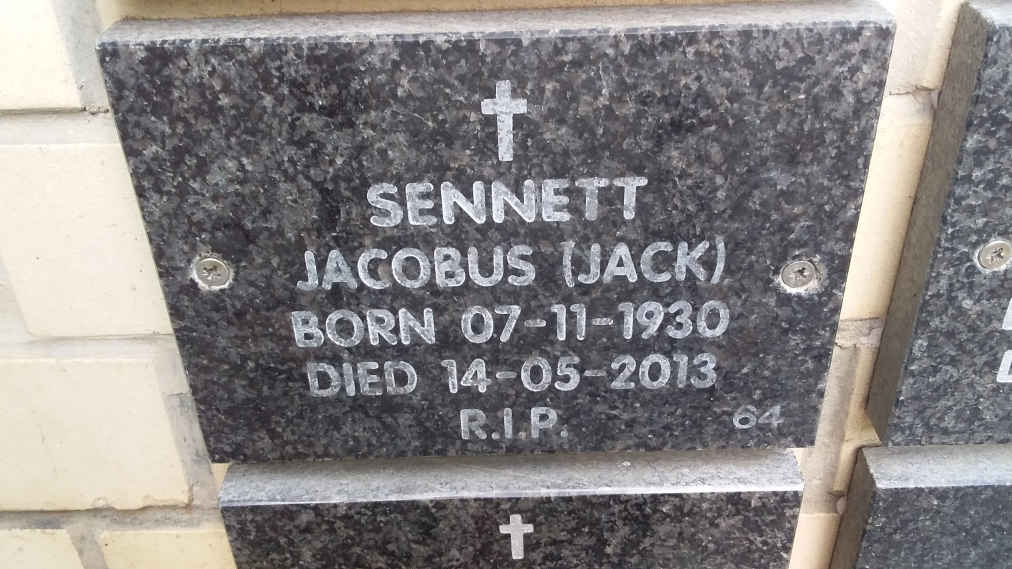 SENNETT
JACOBUS (JACK)
BORN 07-11-1930
DIED 14-05-2013
R.I.P.
64